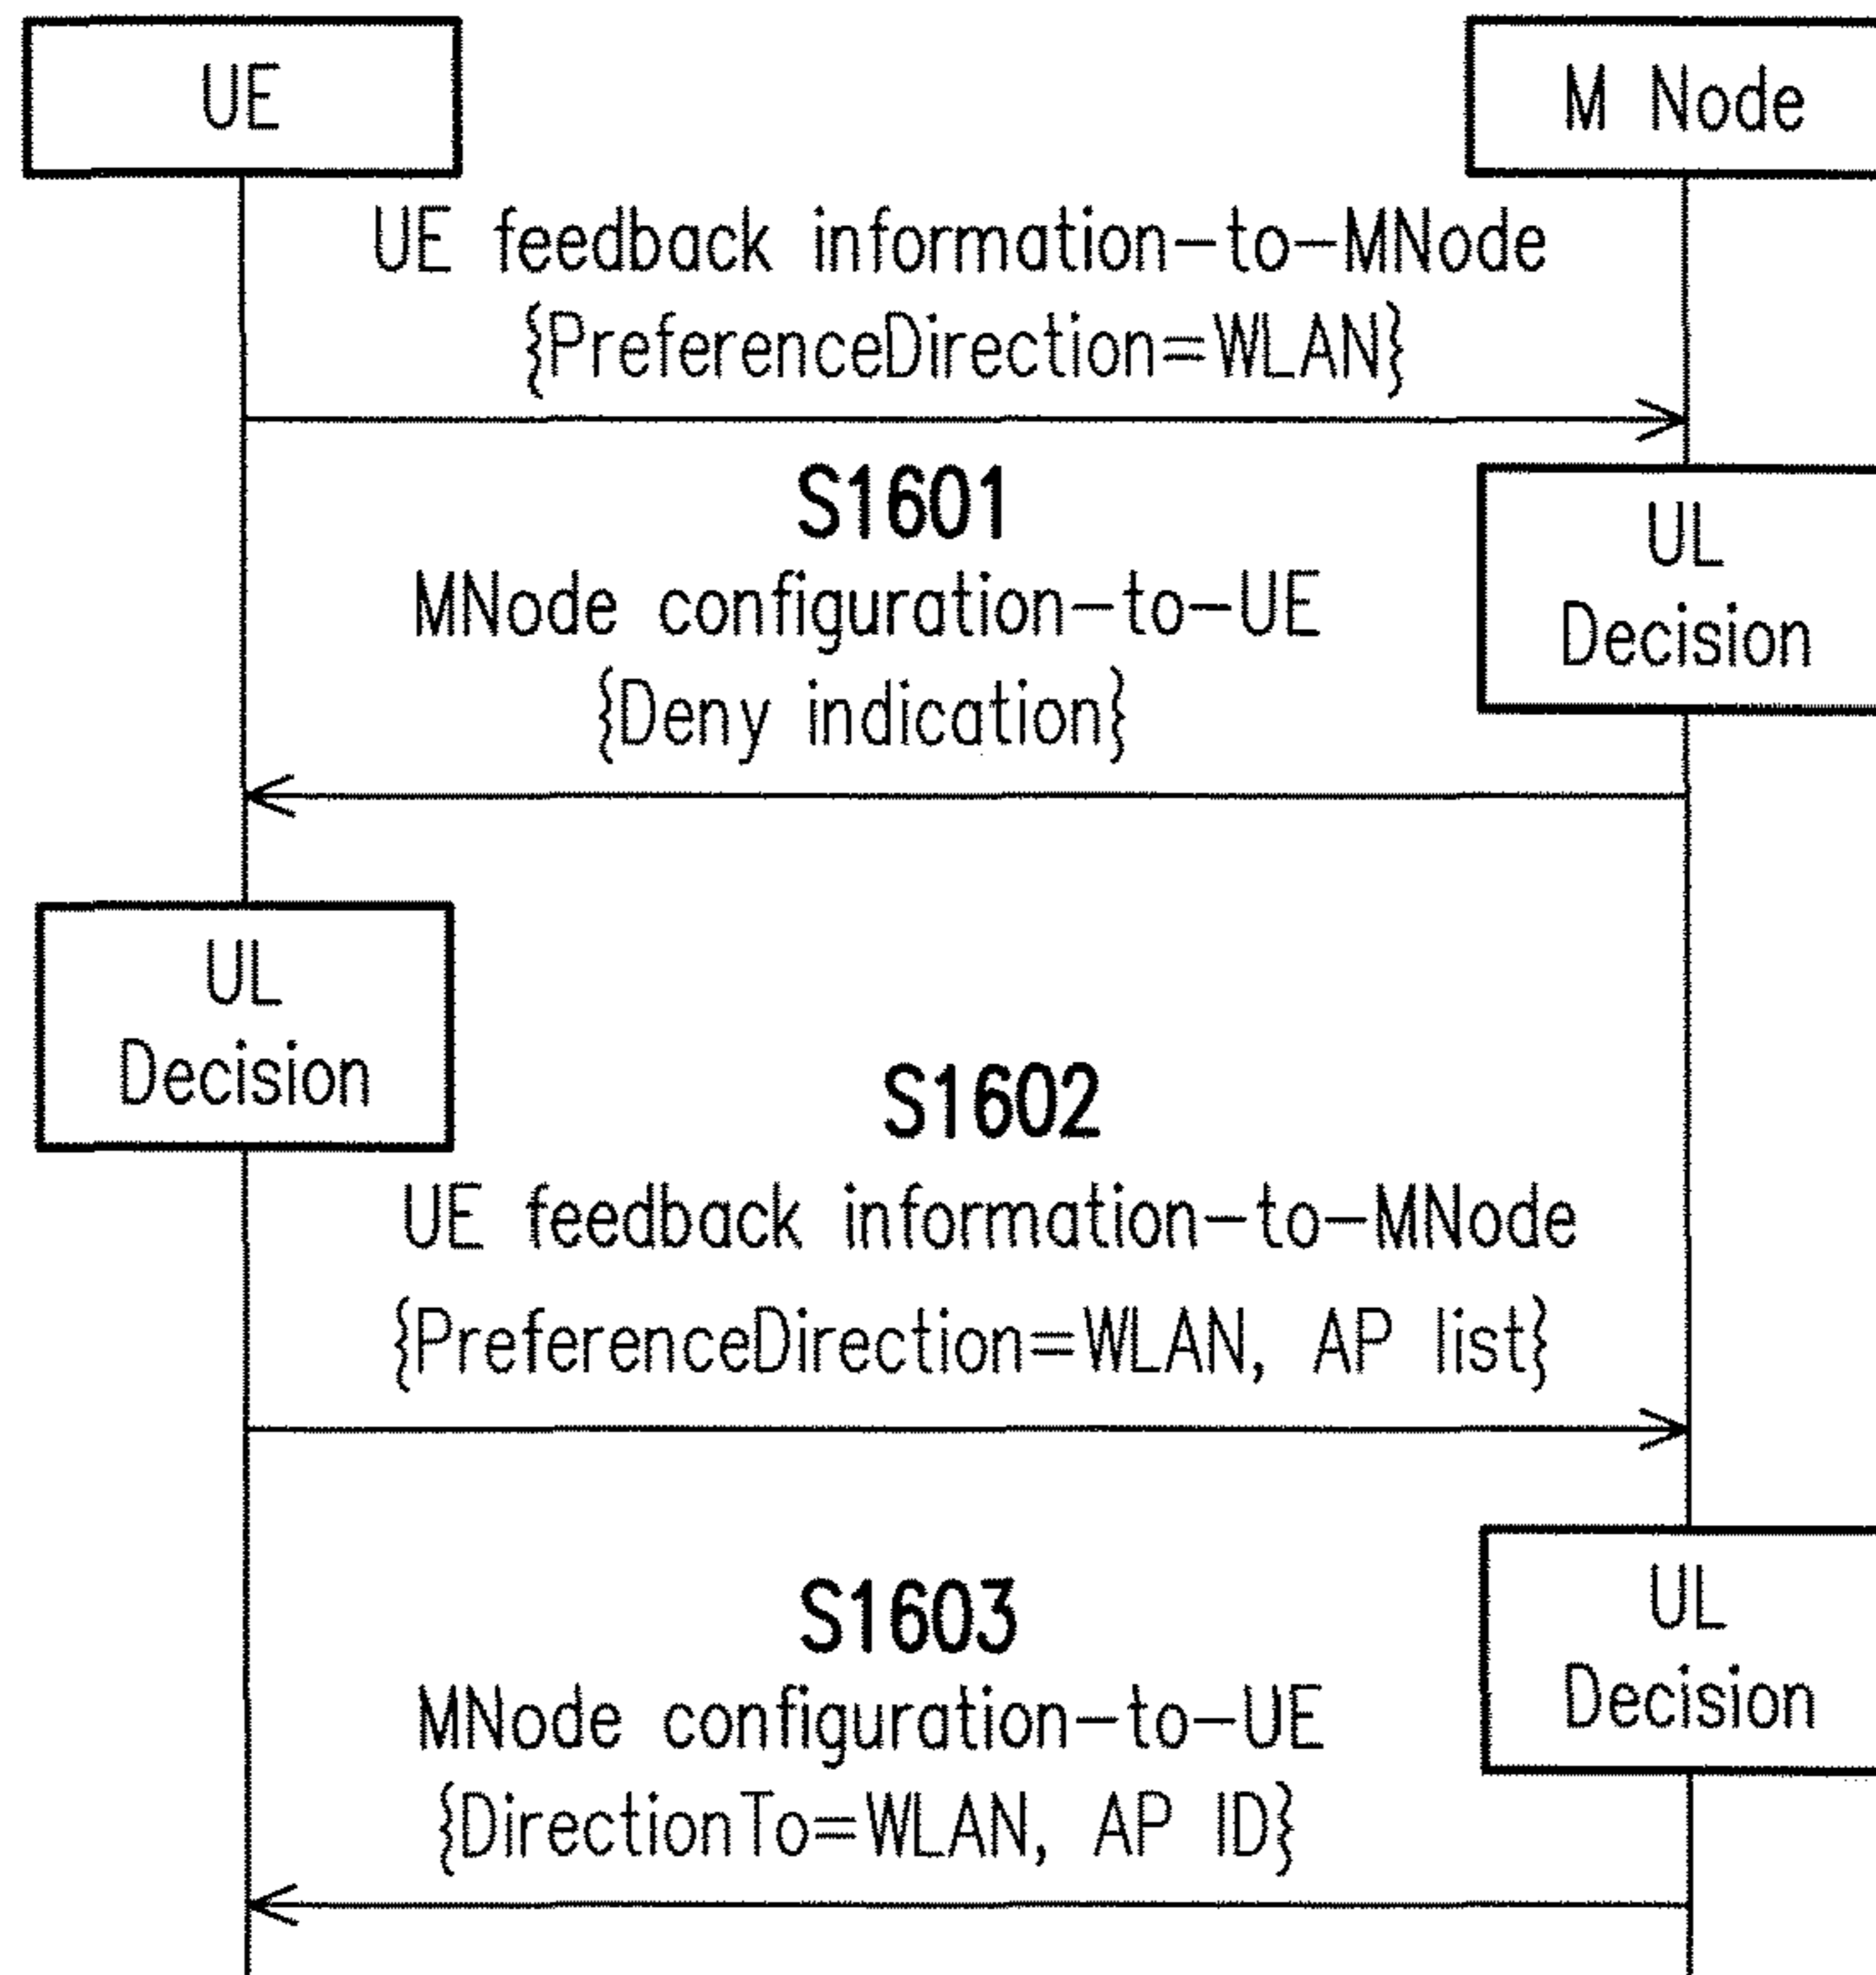 UE
M Node
UE feedback information-to-MNode
{PreferenceDirection=WLAN}
S1601
MNode configuration-to-UE
{Deny indication}
UL
Decision
UL
Decision
S1602
UE feedback information-to-MNode
{PreferenceDirection=WLAN, AP list}
S1603
MNode configuration-to-UE
{DirectionTo=WLAN, AP ID}
UL
Decision